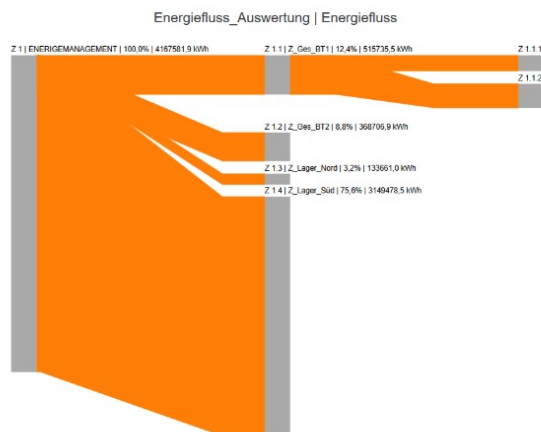 Energiefluss_Auswertung | Energiefluss
Z 1 | ENERIGEMANAGEMENT | 100,0% | 4167581,9 kWh
Z 1.1 | Z_Ges_BT1 | 12,4% | 515735,5 kWh
Z 1.1.1
Z 1.1.2
Z 1.2 | Z_Ges_BT2 | 8,8% | 368706,9 kWh
Z 1.3 | Z_Lager_Nord | 3,2% | 133661,0 kWh
Z 1.4 | Z_Lager_Süd | 75,6% | 3149478,5 kWh